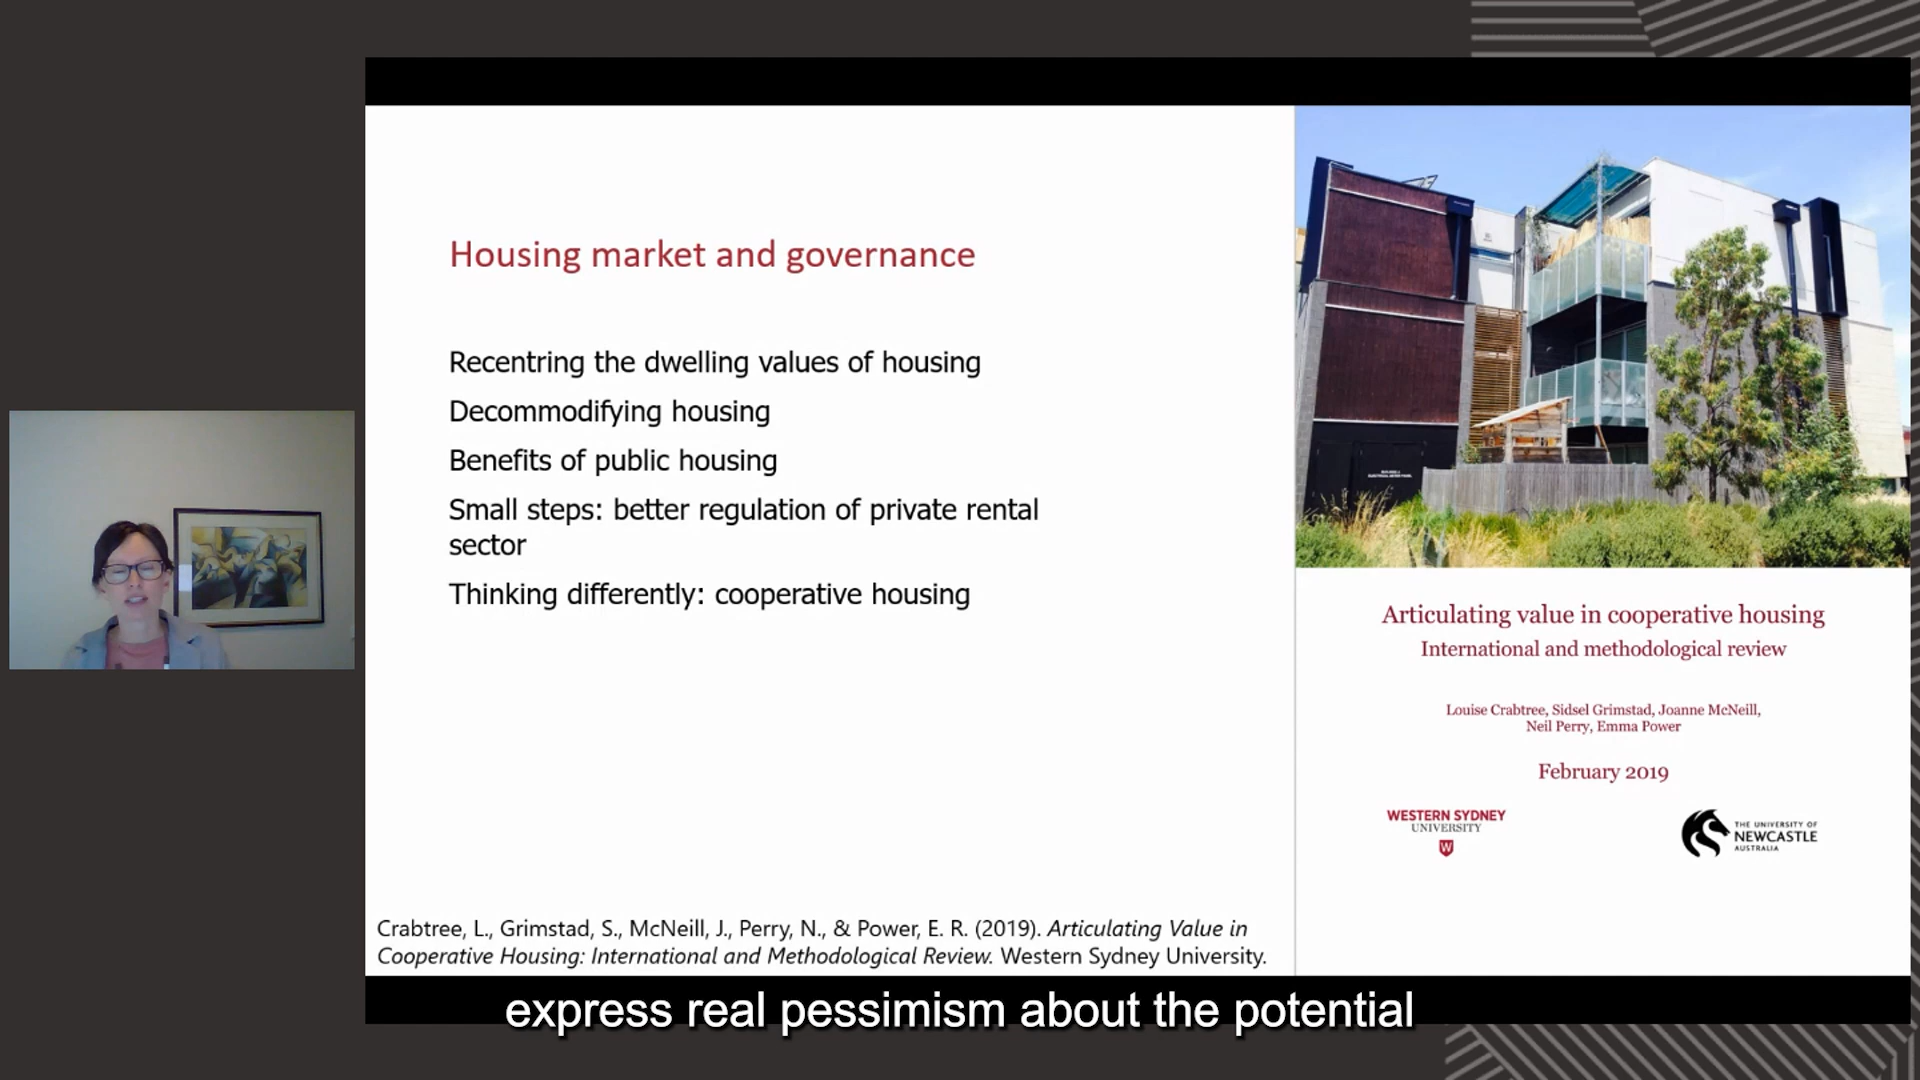 Housing market and governance
Recentring the dwelling values of housing
Decommodifying housing
Benefits of public housing
Small steps: better regulation of private rental
sector
Thinking differently: cooperative housing
Crabtree, L., Grimstad, S., McNeill, J., Perry, N., & Power, E. R. (2019). Articulating Value in
Cooperative Housing: International and Methodological Review. Western Sydney University.
Articulating value in cooperative housing
International and methodological review
Louise Crabtree, Sidsel Grimstad, Joanne McNeill,
Neil Perry, Emma Power
February 2019
WESTERN SYDNEY
UNIVERSITY
W
THE UNIVERSITY OF
NEWCASTLE
AUSTRALIA
express real pessimism about the potential